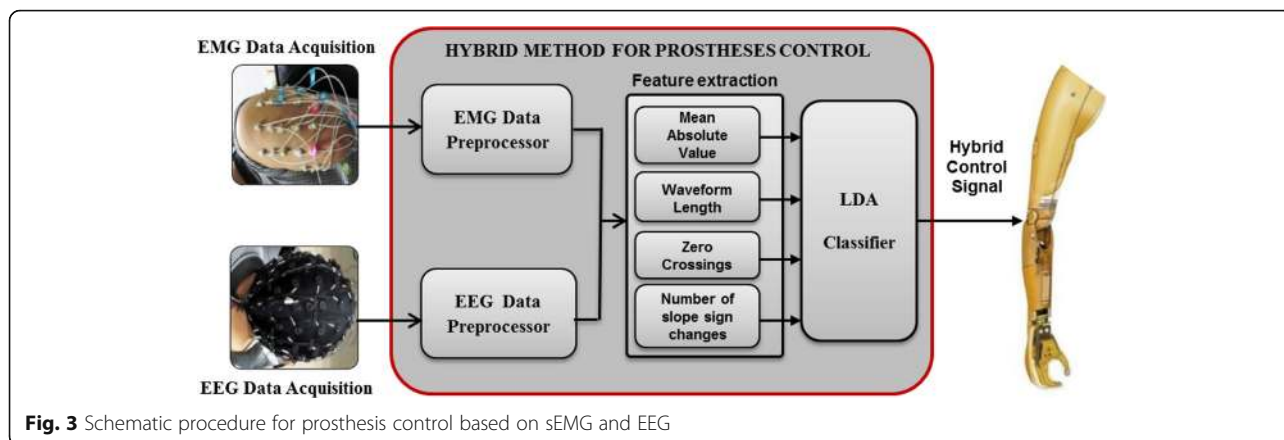 EMG Data Acquisition
HYBRID METHOD FOR PROSTHESES CONTROL
Feature extraction
EMG Data
Preprocessor
Mean
Absolute
Value
Waveform
Length
Zero
Crossings
Number of
slope sign
changes
LDA
Classifier
Hybrid
Control
Signal
EEG Data
Preprocessor
EEG Data Acquisition
Fig. 3 Schematic procedure for prosthesis control based on sEMG and EEG